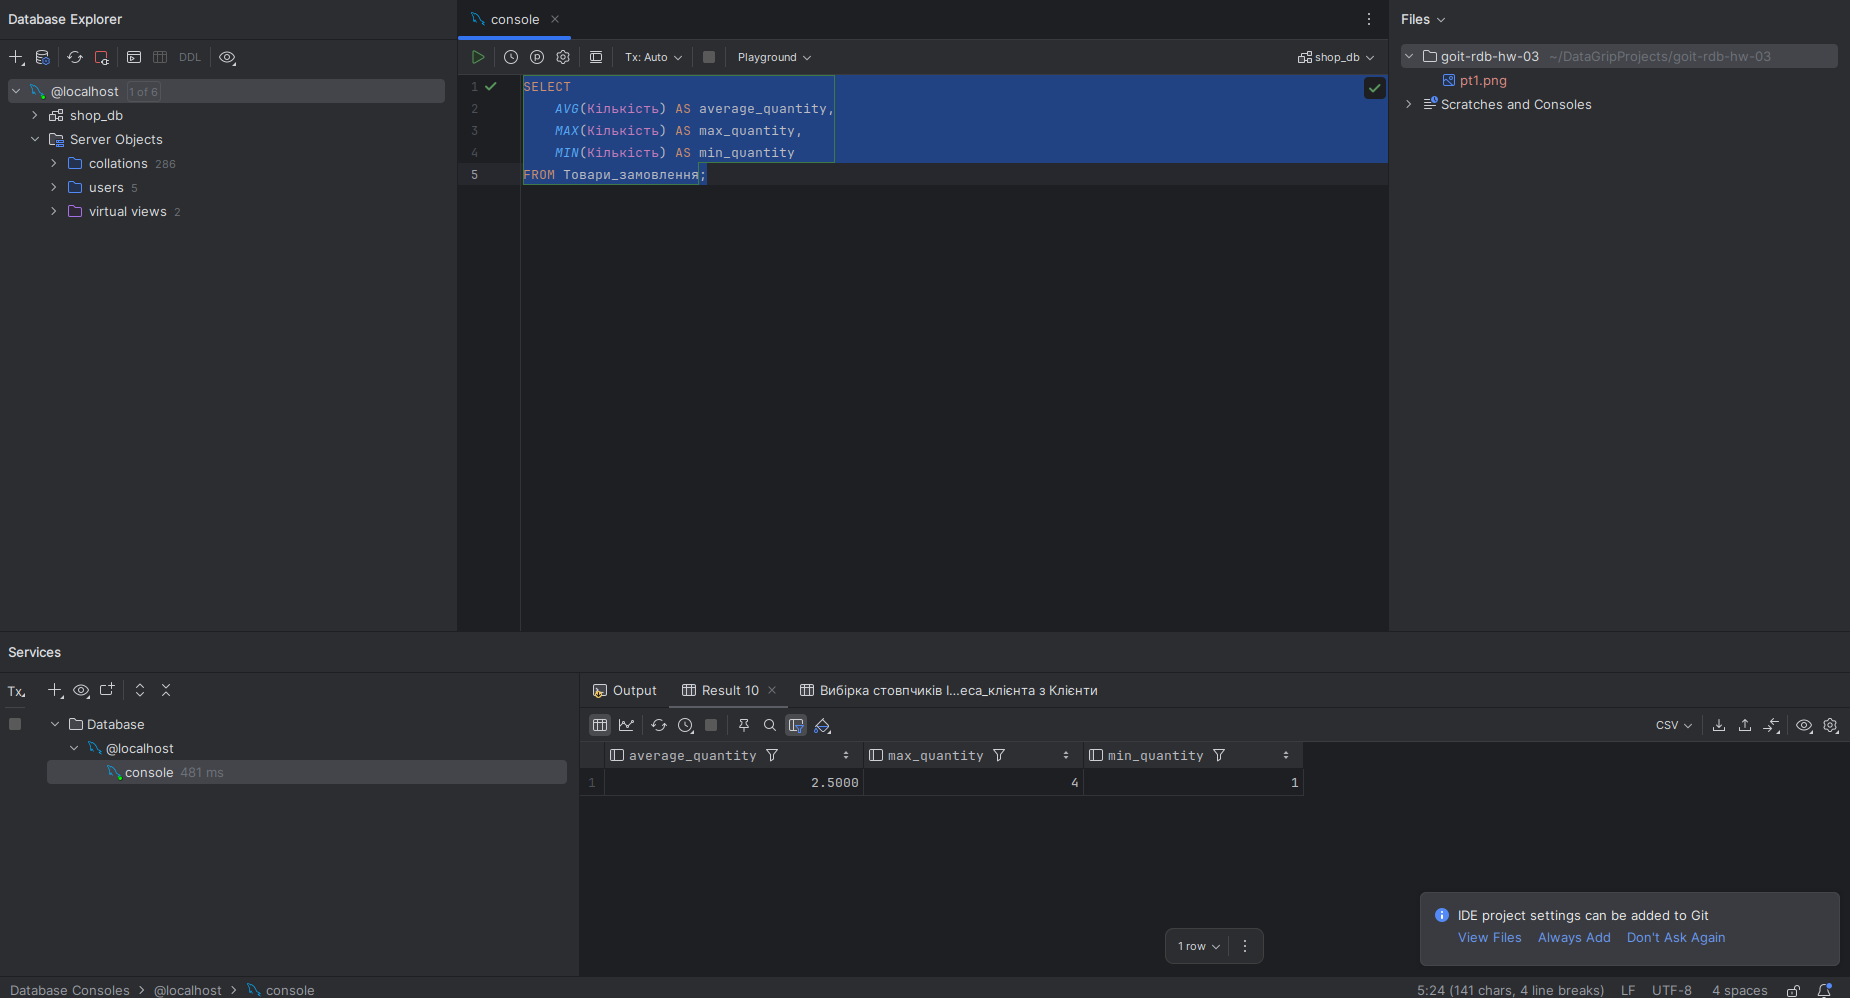 Database Explorer
console
Files
DDL
Tx: Auto
Playground
shop_db
@localhost 1 of 6
shop_db
Server Objects
collations 286
users 5
virtual views 2
1 SELECT
2 AVG(Кількість) AS average_quantity,
3 MAX(Кількість) AS max_quantity,
4 MIN(Кількість) AS min_quantity
5 FROM Товари_замовлення;
goit-rdb-hw-03 ~/DataGripProjects/goit-rdb-hw-03
pt1.png
Scratches and Consoles
Services
Tx
Database
@localhost
console 481 ms
Output
Result 10
Вибірка стовпчиків І...еса_клієнта з Клієнти
CSV
average_quantity max_quantity min_quantity
1 2.5000 4 1
1 row
IDE project settings can be added to Git
View Files Always Add Don't Ask Again
Database Consoles > @localhost > console
5:24 (141 chars, 4 line breaks) LF UTF-8 4 spaces